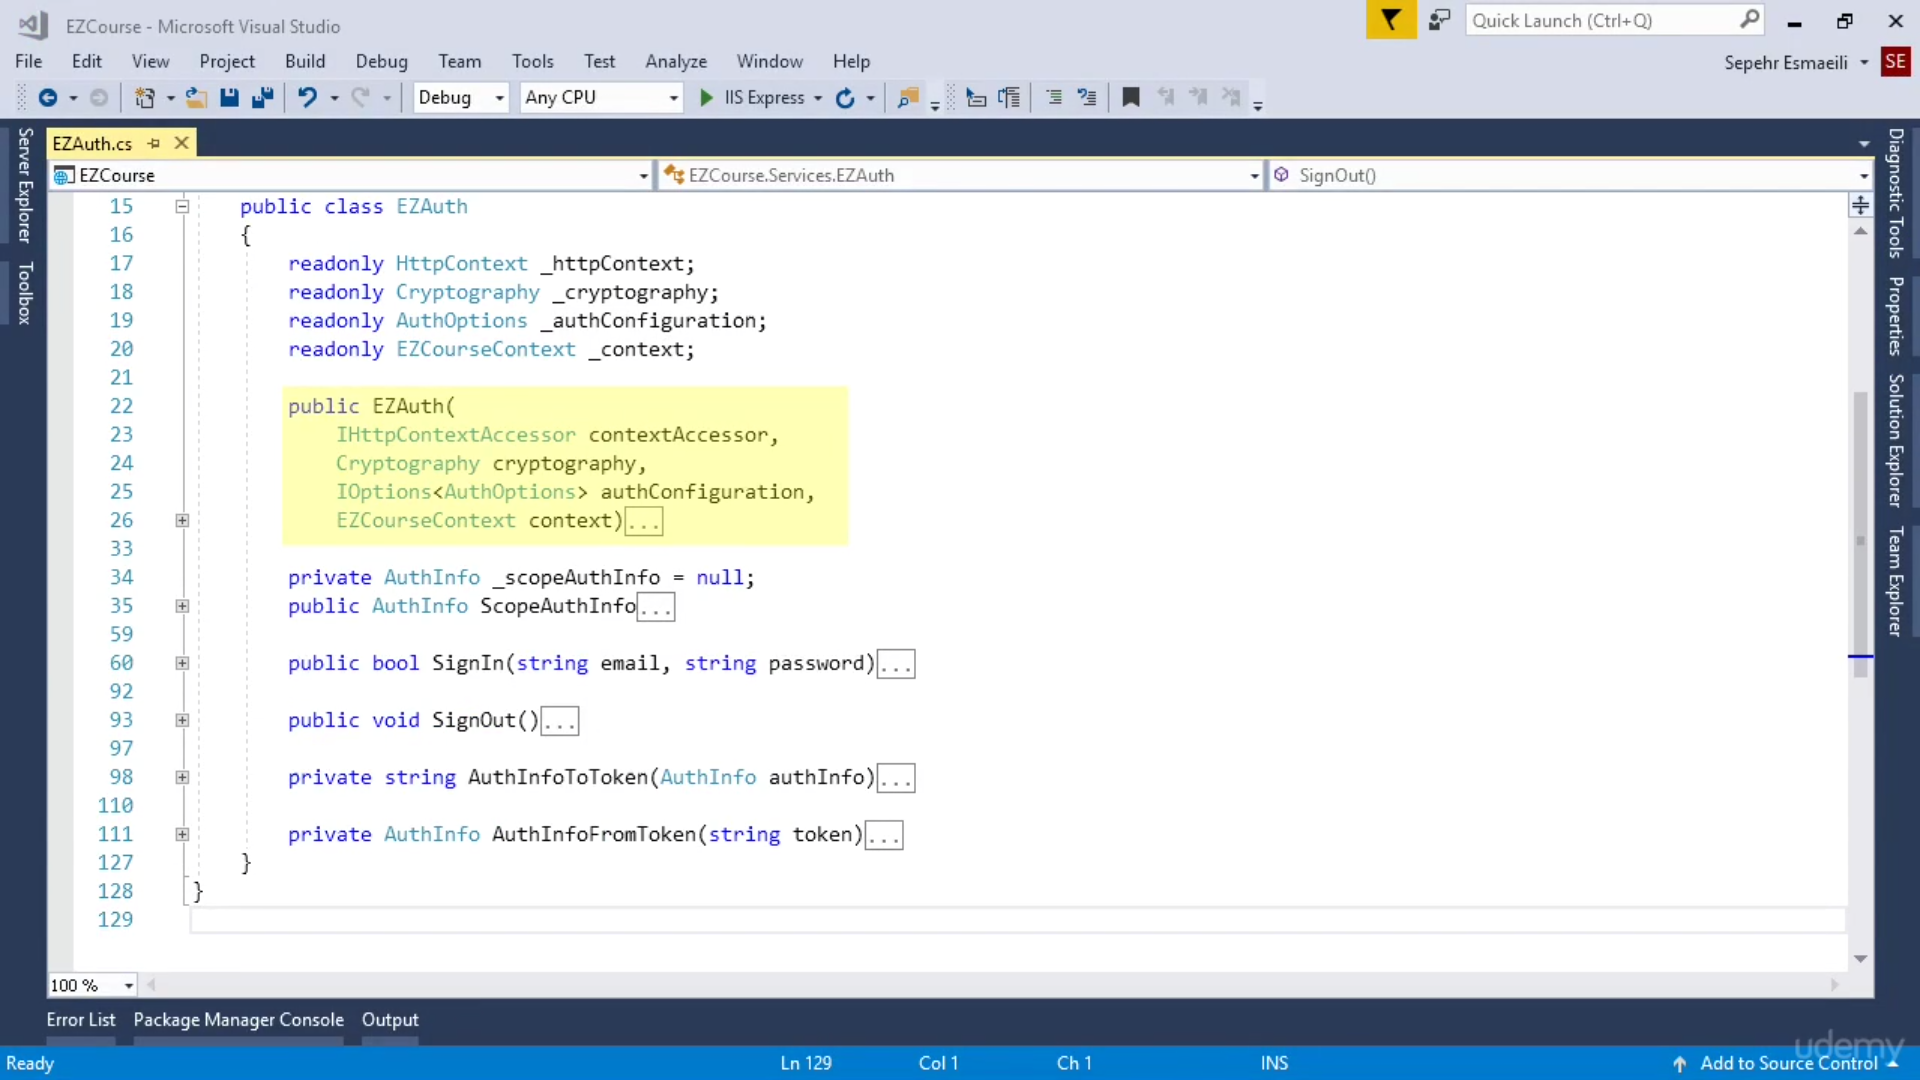 EZCourse - Microsoft Visual Studio
Quick Launch (Ctrl+Q)
File Edit View Project Build Debug Team Tools Test Analyze Window Help
Sepehr Esmaeili SE
Debug Any CPU IIS Express
Server Explorer
Toolbox
EZAuth.cs
EZCourse EZCourse.Services.EZAuth SignOut()
15 public class EZAuth
16 {
17 readonly HttpContext _httpContext;
18 readonly Cryptography _cryptography;
19 readonly AuthOptions _authConfiguration;
20 readonly EZCourseContext _context;
21
22 public EZAuth(
23 IHttpContextAccessor contextAccessor,
24 Cryptography cryptography,
25 IOptions<AuthOptions> authConfiguration,
26 EZCourseContext context)...
33
34 private AuthInfo _scopeAuthInfo = null;
35 public AuthInfo ScopeAuthInfo...
59
60 public bool SignIn(string email, string password)...
92
93 public void SignOut()...
97
98 private string AuthInfoToToken(AuthInfo authInfo)...
110
111 private AuthInfo AuthInfoFromToken(string token)...
127 }
128 }
129
Diagnostic Tools
Properties
Solution Explorer
Team Explorer
100 %
Error List Package Manager Console Output
Ready Ln 129 Col 1 Ch 1 INS Add to Source Control
udemy